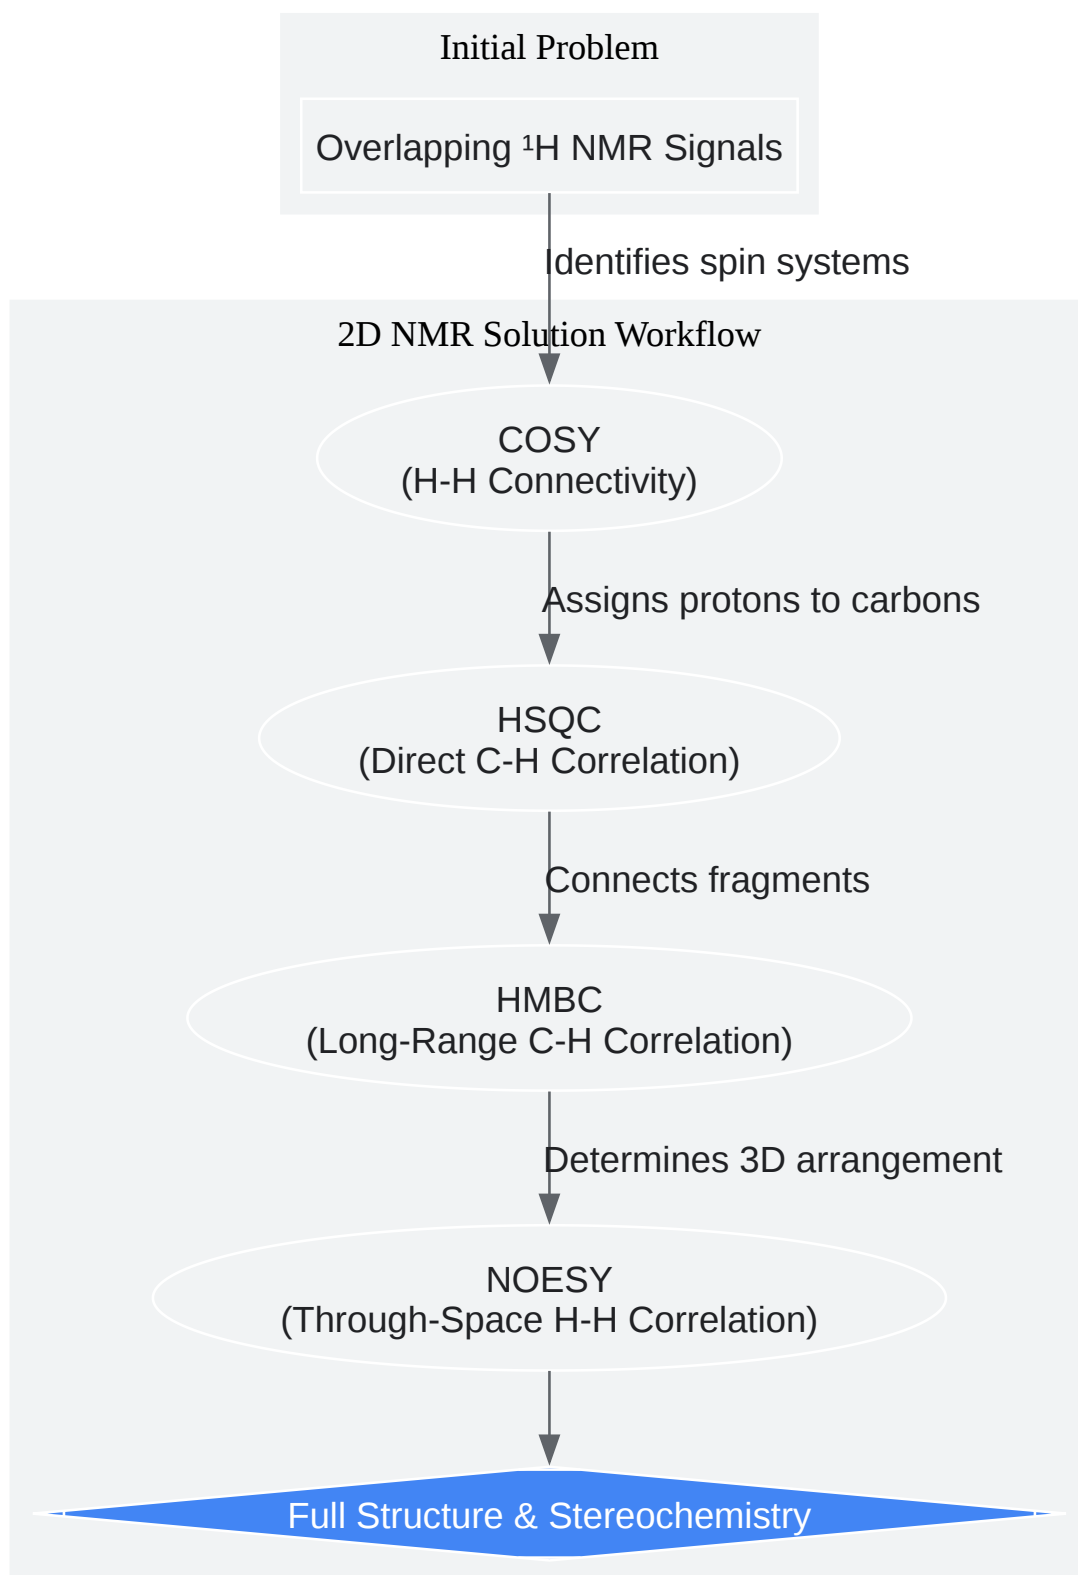 Initial Problem
Overlapping ¹H NMR Signals
Identifies spin systems
2D NMR Solution Workflow
COSY
(H-H Connectivity)
Assigns protons to carbons
HSQC
(Direct C-H Correlation)
Connects fragments
HMBC
(Long-Range C-H Correlation)
Determines 3D arrangement
NOESY
(Through-Space H-H Correlation)
Full Structure & Stereochemistry